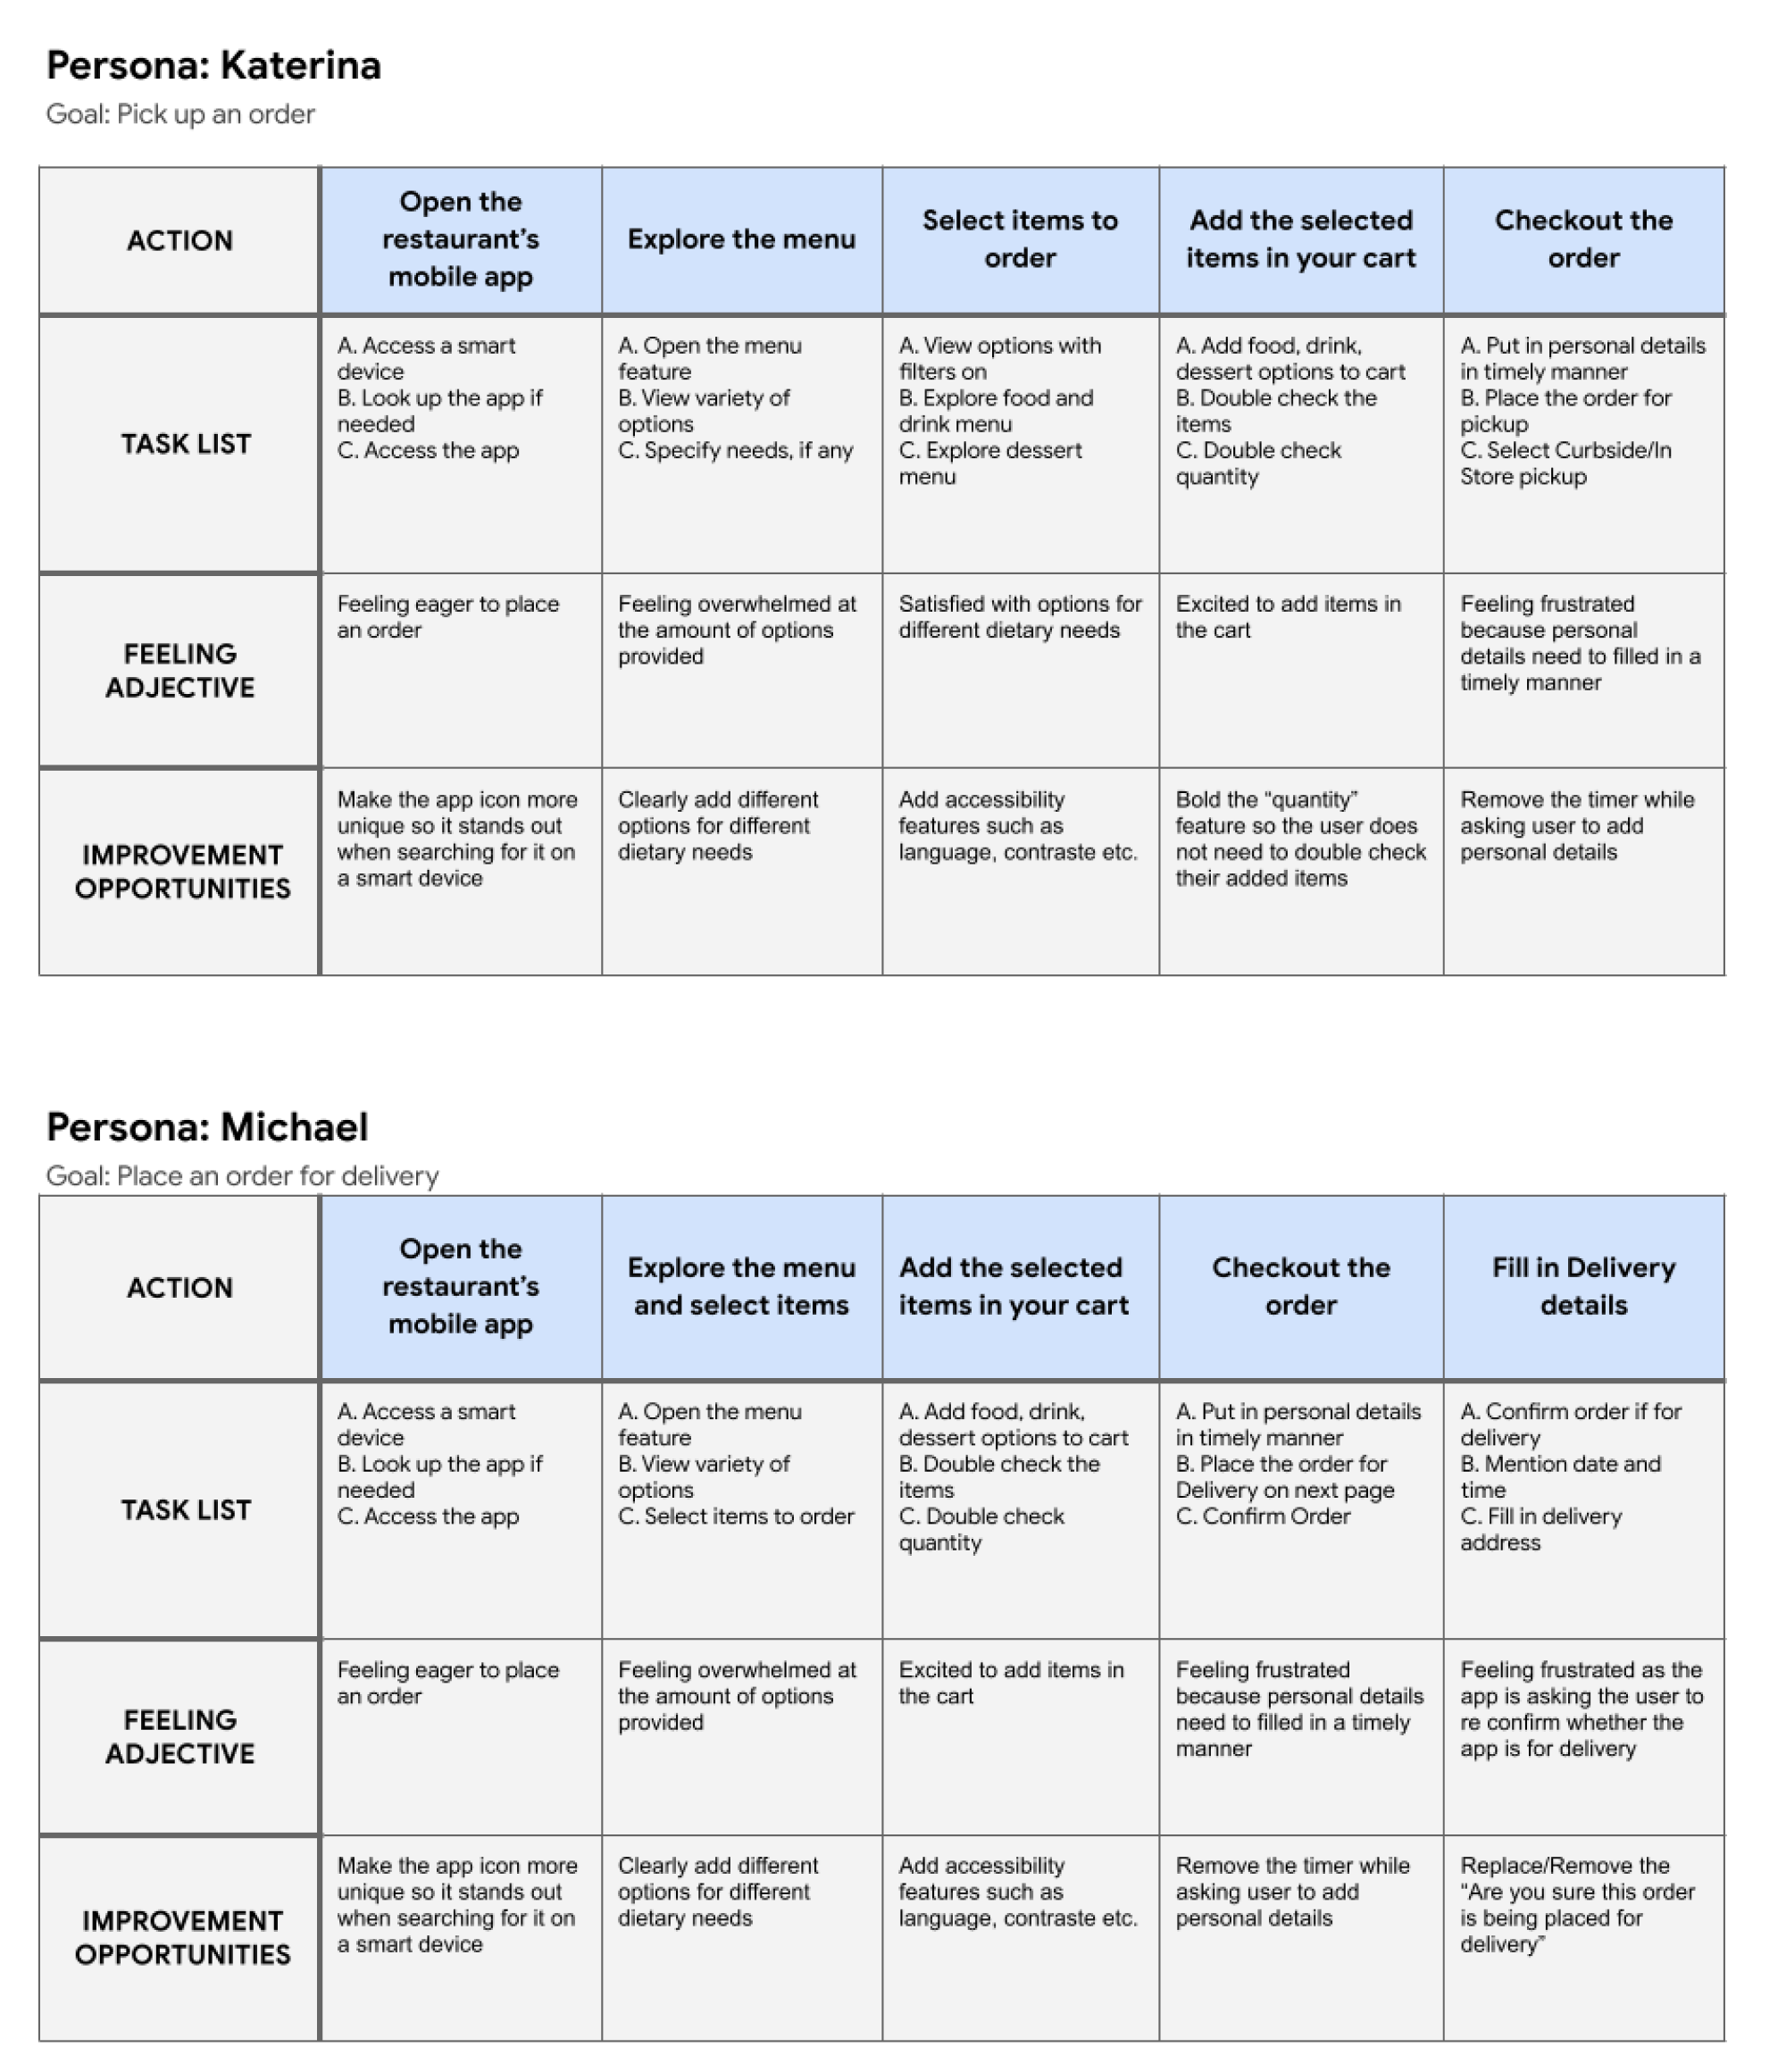 Persona: Katerina
Goal: Pick up an order
ACTION
Open the
restaurant’s
mobile app
Explore the menu
Select items to
order
Add the selected
items in your cart
Checkout the
order
TASK LIST
A. Access a smart
device
B. Look up the app if
needed
C. Access the app
A. Open the menu
feature
B. View variety of
options
C. Specify needs, if any
A. View options with
filters on
B. Explore food and
drink menu
C. Explore dessert
menu
A. Add food, drink,
dessert options to cart
B. Double check the
items
C. Double check
quantity
A. Put in personal details
in timely manner
B. Place the order for
pickup
C. Select Curbside/In
Store pickup
FEELING
ADJECTIVE
Feeling eager to place
an order
Feeling overwhelmed at
the amount of options
provided
Satisfied with options for
different dietary needs
Excited to add items in
the cart
Feeling frustrated
because personal
details need to filled in a
timely manner
IMPROVEMENT
OPPORTUNITIES
Make the app icon more
unique so it stands out
when searching for it on
a smart device
Clearly add different
options for different
dietary needs
Add accessibility
features such as
language, contraste etc.
Bold the “quantity”
feature so the user does
not need to double check
their added items
Remove the timer while
asking user to add
personal details
Persona: Michael
Goal: Place an order for delivery
ACTION
Open the
restaurant’s
mobile app
Explore the menu
and select items
Add the selected
items in your cart
Checkout the
order
Fill in Delivery
details
TASK LIST
A. Access a smart
device
B. Look up the app if
needed
C. Access the app
A. Open the menu
feature
B. View variety of
options
C. Select items to order
A. Add food, drink,
dessert options to cart
B. Double check the
items
C. Double check
quantity
A. Put in personal details
in timely manner
B. Place the order for
Delivery on next page
C. Confirm Order
A. Confirm order if for
delivery
B. Mention date and
time
C. Fill in delivery
address
FEELING
ADJECTIVE
Feeling eager to place
an order
Feeling overwhelmed at
the amount of options
provided
Excited to add items in
the cart
Feeling frustrated
because personal details
need to filled in a timely
manner
Feeling frustrated as the
app is asking the user to
re confirm whether the
app is for delivery
IMPROVEMENT
OPPORTUNITIES
Make the app icon more
unique so it stands out
when searching for it on
a smart device
Clearly add different
options for different
dietary needs
Add accessibility
features such as
language, contraste etc.
Remove the timer while
asking user to add
personal details
Replace/Remove the
“Are you sure this order
is being placed for
delivery”